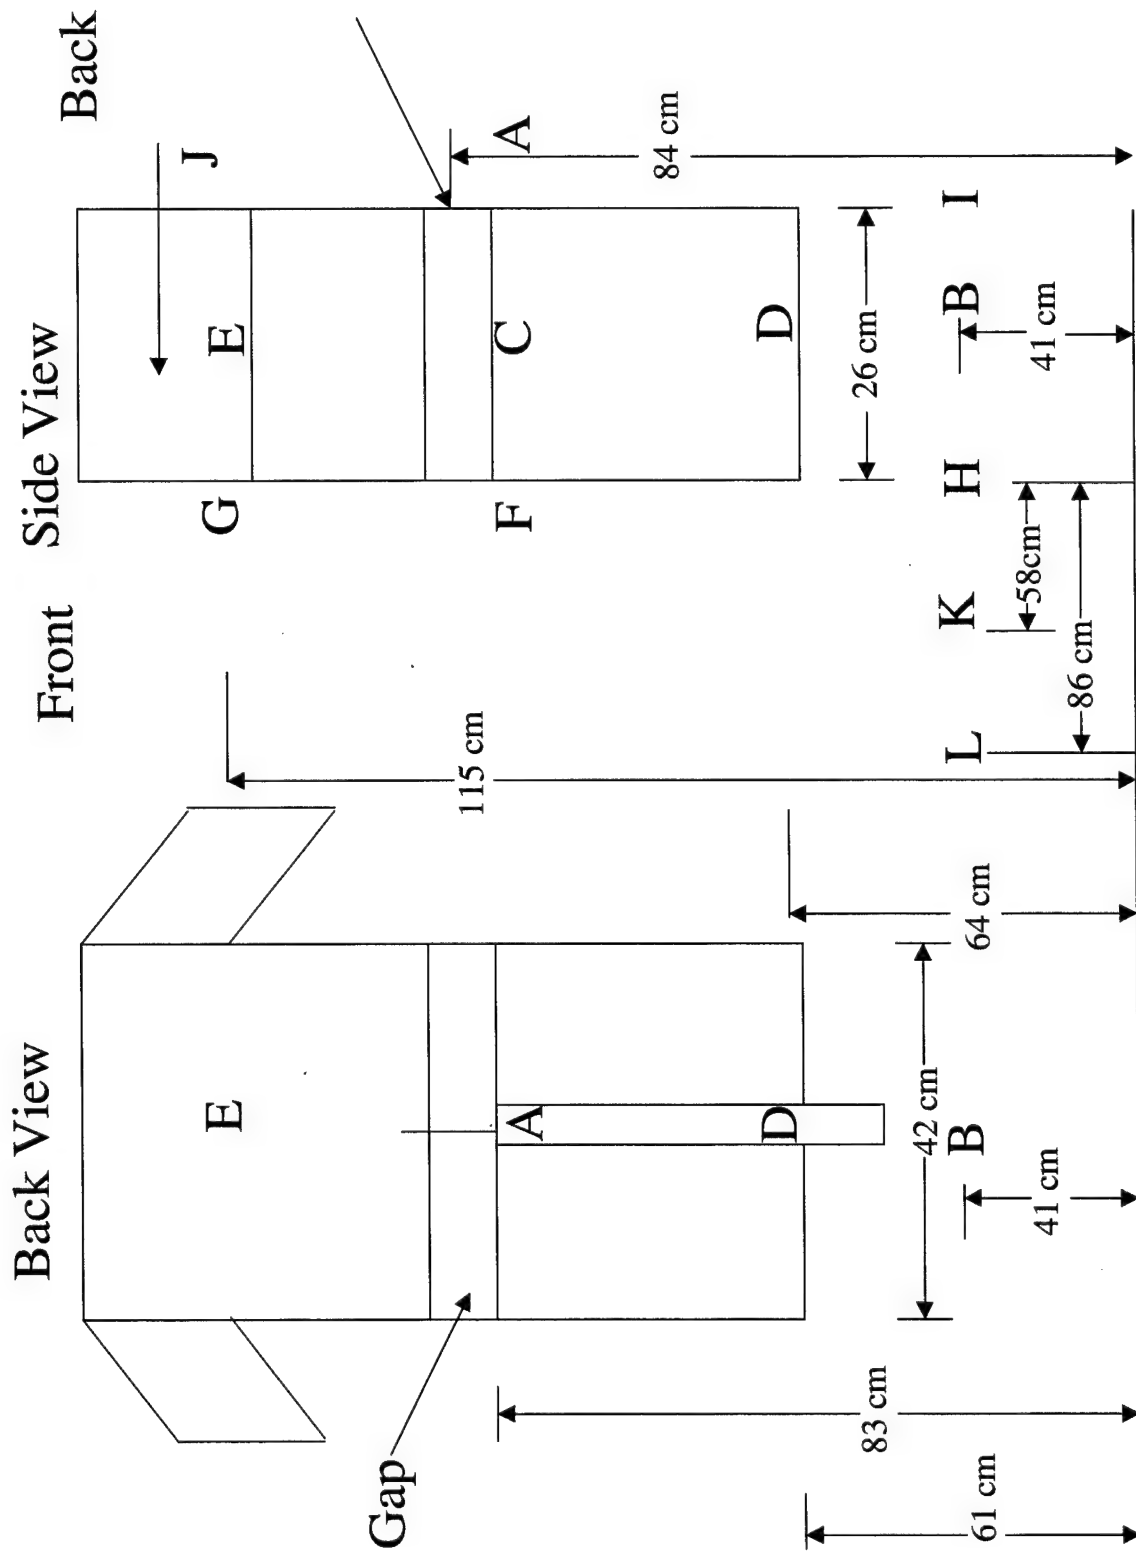 Back View
Front
Side View
Back
E
G
E
J
Gap
A
F
C
A
115 cm
84 cm
D
D
26 cm
83 cm
42 cm
64 cm
B
41 cm
L
K
H
B
I
58cm
41 cm
86 cm
61 cm